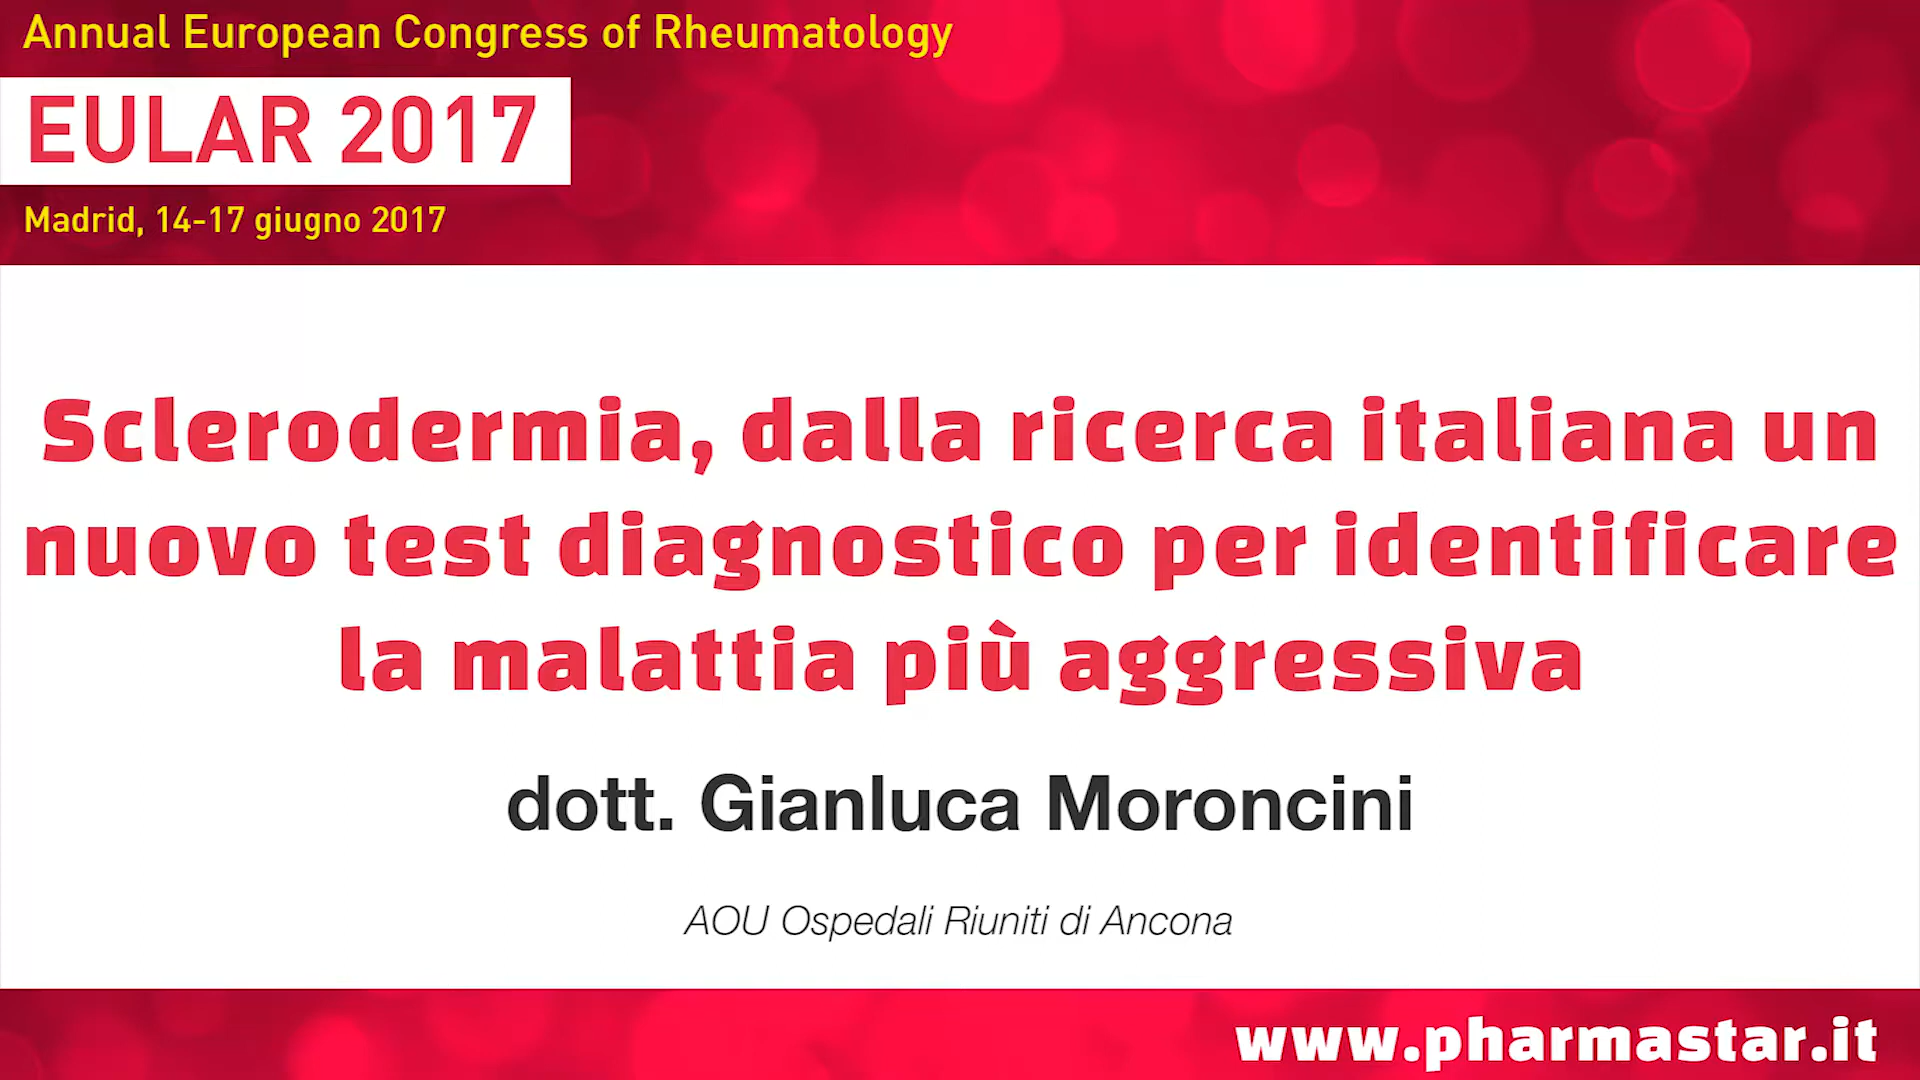 Annual European Congress of Rheumatology
EULAR 2017
Madrid, 14-17 giugno 2017
Sclerodermia, dalla ricerca italiana un
nuovo test diagnostico per identificare
la malattia più aggressiva
dott. Gianluca Moroncini
AOU Ospedali Riuniti di Ancona
www.pharmastar.it